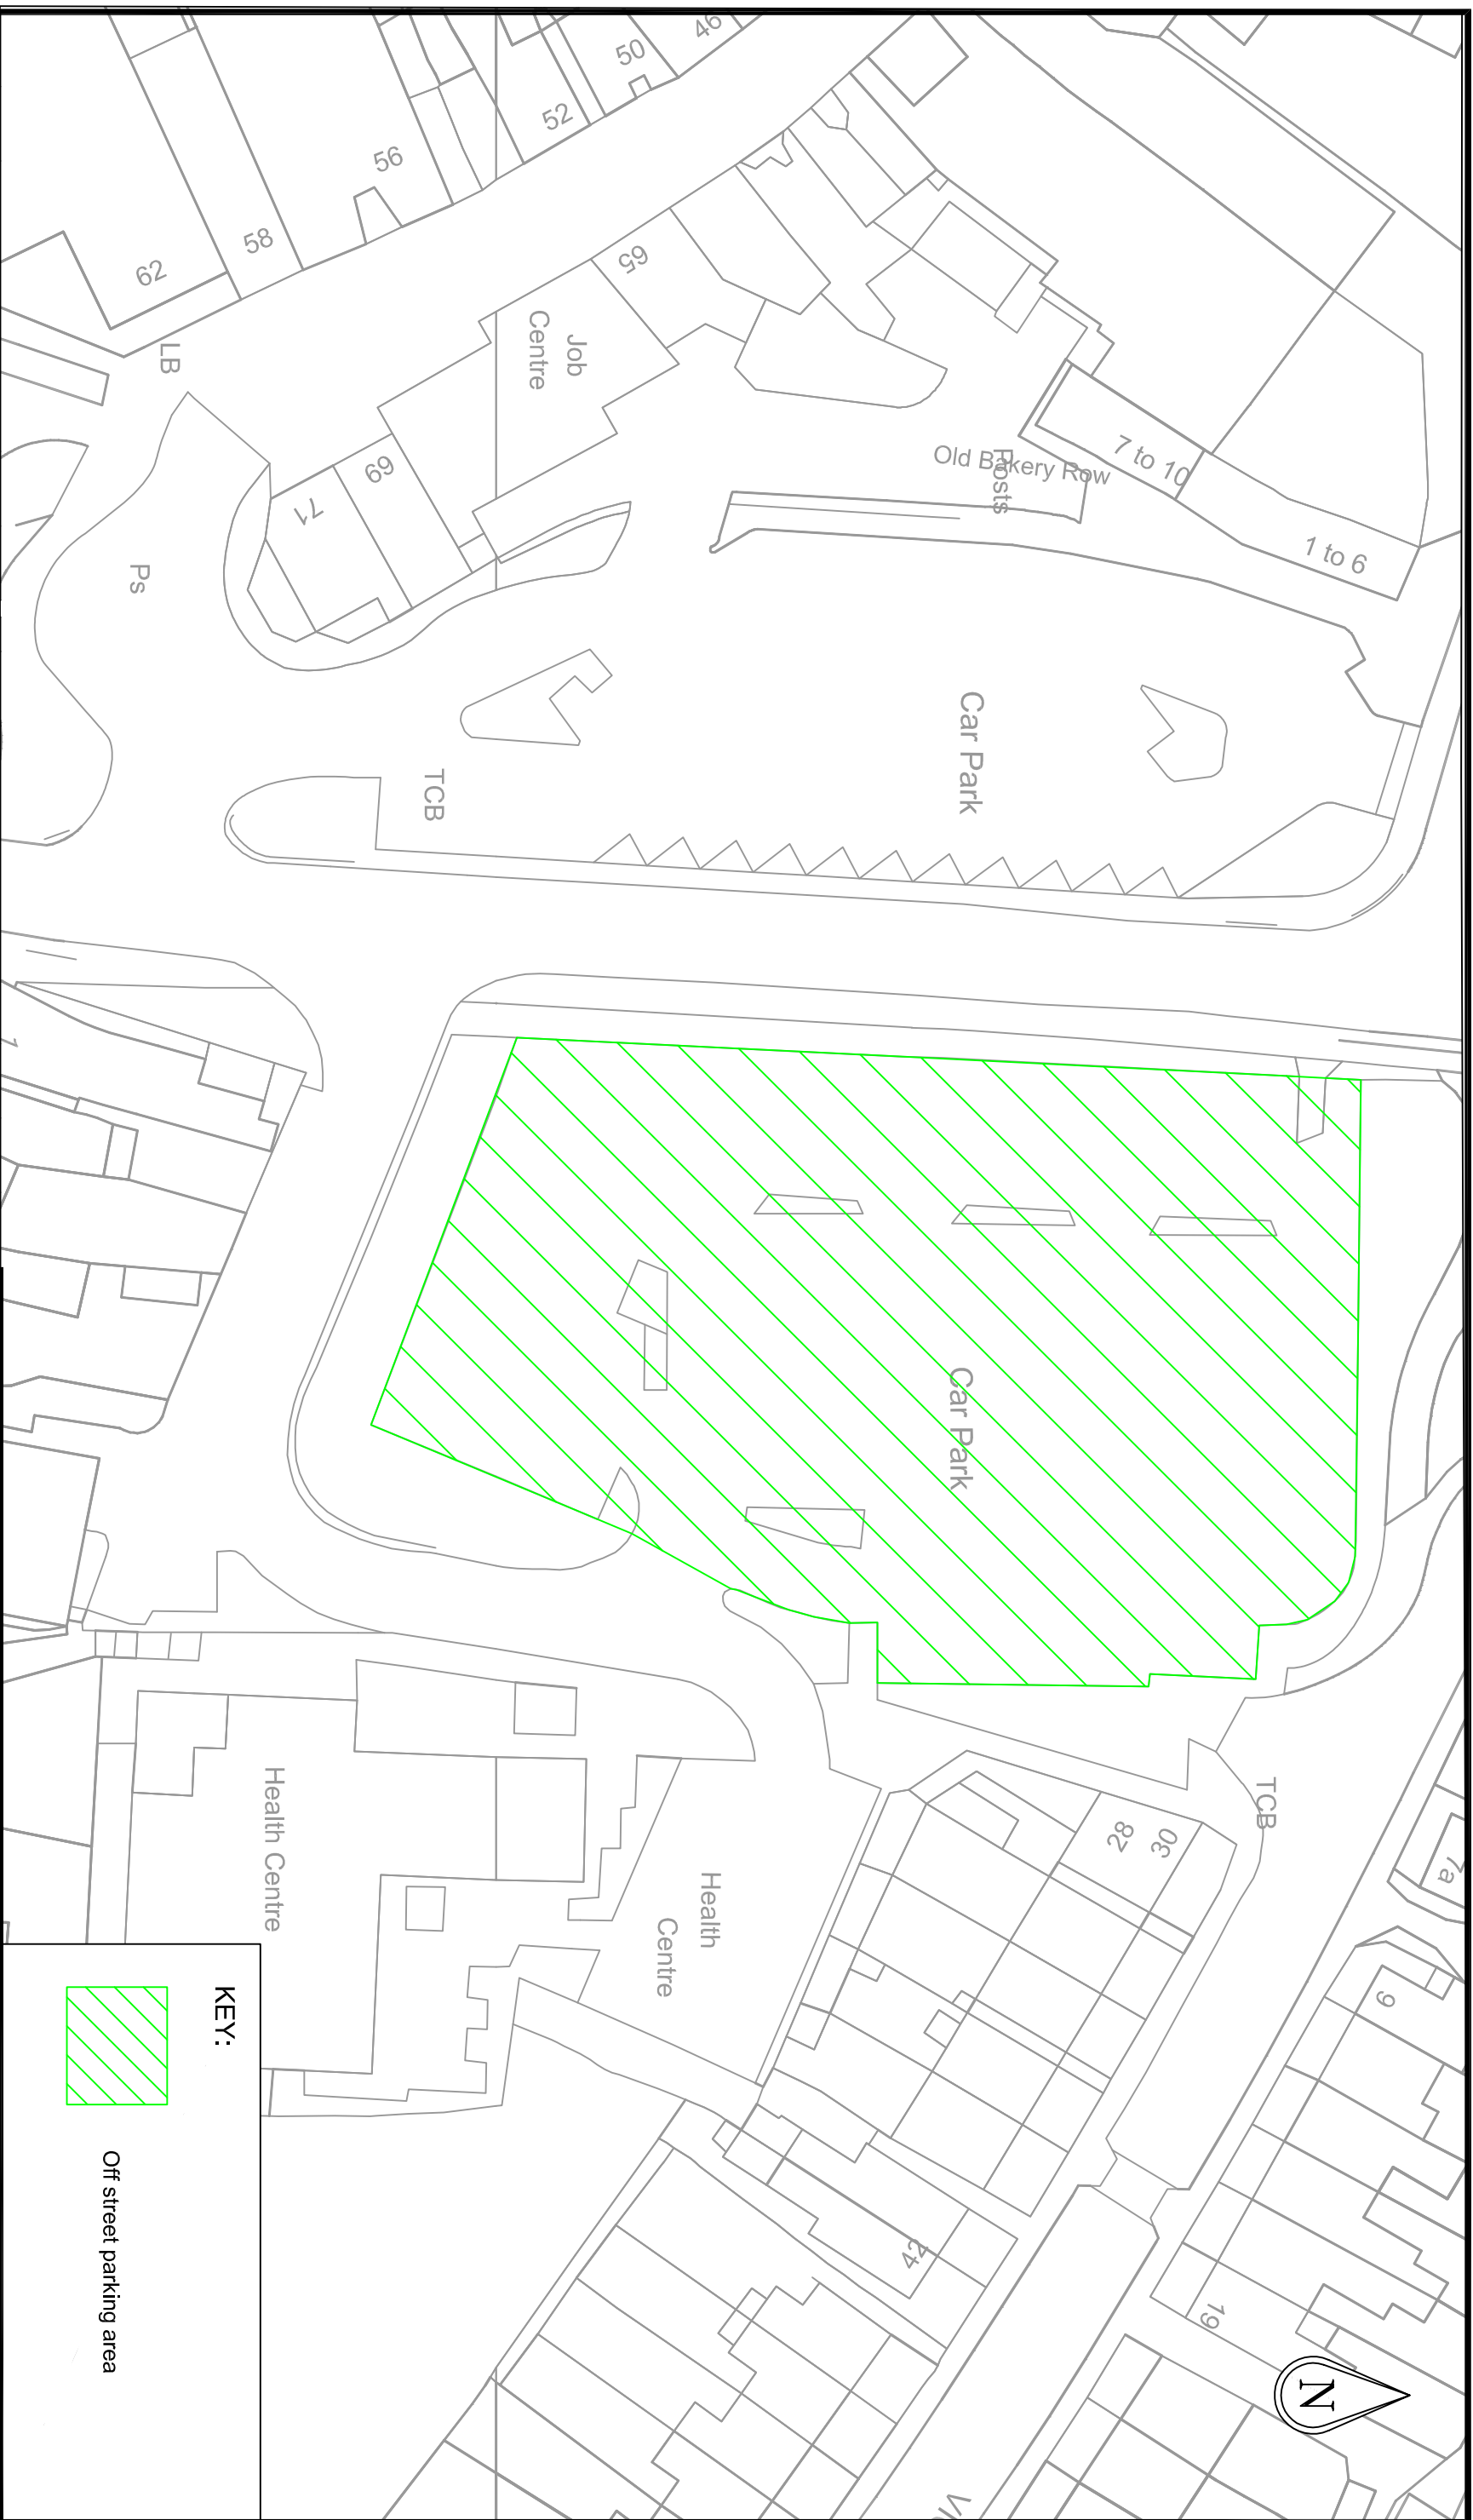 1 to 6
7a
9
N
19
7 to 10
TCB
30
28
Old Bakery Row
Posts
Car Park
Car Park
42
46
50
65
52
Job
Centre
Health
Centre
56
69
71
TCB
58
62
LB
Ps
Health Centre
KEY:
Off street parking area